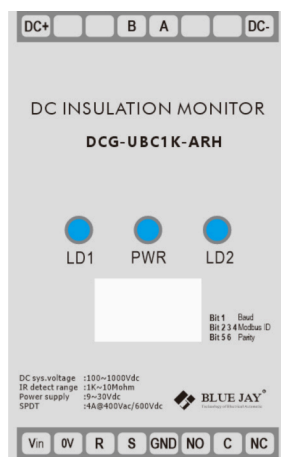 DC+ B A DC-
DC INSULATION MONITOR
DCG-UBC1K-ARH
LD1 PWR LD2
Bit 1 Baud
Bit 2 3 4 Modbus ID
Bit 5 6 Parity
DC sys.voltage :100~1000Vdc
IR detect range :1K~10Mohm
Power supply :9~30Vdc
SPDT :4A@400Vac/600Vdc
BLUE JAY®
Vin 0V R S GND NO C NC